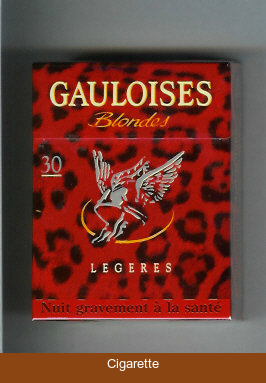 GAULOISES
Blondes
30
LEGERES
Nuit gravement à la santé
Cigarette